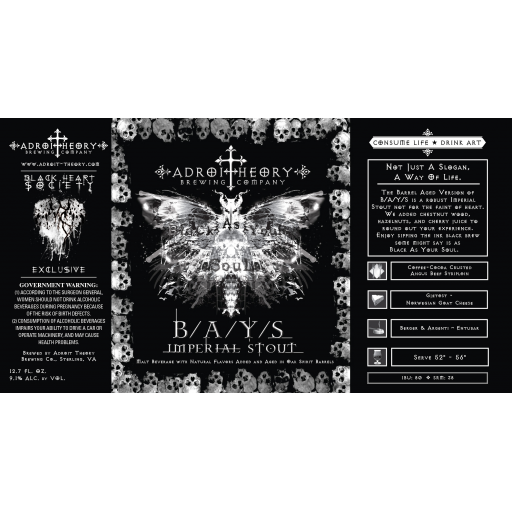 ADROIT THEORY
BREWING COMPANY
WWW.ADROIT-THEORY.COM
BLACK HEART
SOCIETY
EXCLUSIVE
GOVERNMENT WARNING:
(1) ACCORDING TO THE SURGEON GENERAL,
WOMEN SHOULD NOT DRINK ALCOHOLIC
BEVERAGES DURING PREGNANCY BECAUSE
OF THE RISK OF BIRTH DEFECTS.
(2) CONSUMPTION OF ALCOHOLIC BEVERAGES
IMPAIRS YOUR ABILITY TO DRIVE A CAR OR
OPERATE MACHINERY, AND MAY CAUSE
HEALTH PROBLEMS.
Brewed by Adroit Theory
Brewing Co., Sterling, VA
12.7 FL. OZ.
9.1% ALC. BY VOL.
ADROIT THEORY
BREWING COMPANY
Soul
B/A/Y/S
IMPERIAL STOUT
Malt Beverage with Natural Flavors Added and Aged in Oak Spirit Barrels
CONSUME LIFE ★ DRINK ART
Not Just A Slogan.
A Way Of Life.
The Barrel Aged Version of
B/A/Y/S is a robust Imperial
Stout not for the faint of heart.
We added chestnut wood,
hazelnuts, and cherry juice to
round out your experience.
Enjoy sipping the ink black brew
some might say is as
Black As Your Soul.
Coffee-Cocoa Crusted
Angus Beef Striploin
Gjetost -
Norwegian Goat Cheese
Berger & Argenti - Entubar
Serve 52° - 56°
IBU: 80 SRM: 38